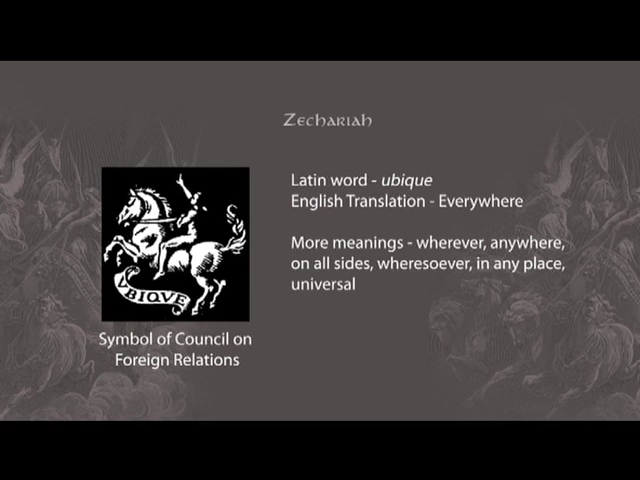 Zechariah
Latin word - ubique
English Translation - Everywhere
More meanings - wherever, anywhere,
on all sides, wheresoever, in any place,
universal
VBIQVE
Symbol of Council on
Foreign Relations